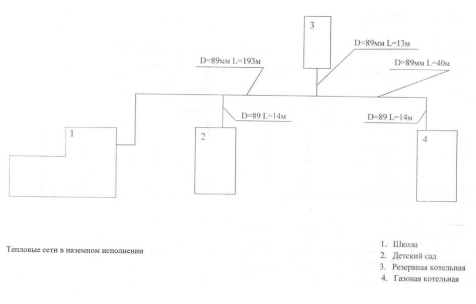 3
D=89мм L=13м
D=89мм L=193м
D=89мм L=40м
D=89 L=14м
D=89 L=14м
1
2
4
Тепловые сети в наземном исполнении
1. Школа
2. Детский сад
3. Резервная котельная
4. Газовая котельная